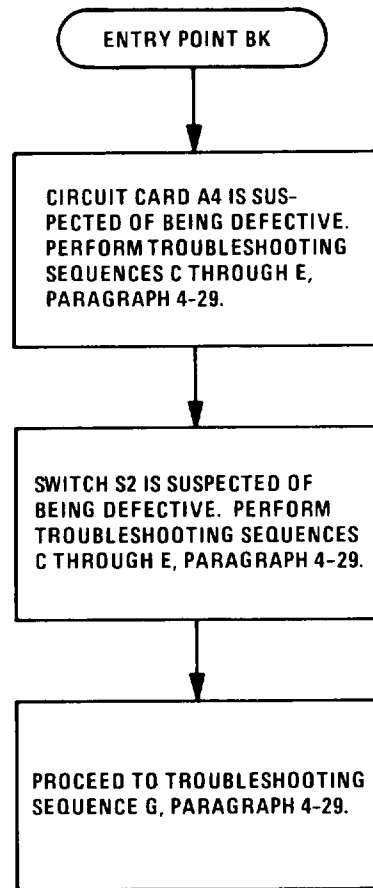 ENTRY POINT BK
CIRCUIT CARD A4 IS SUS-
PECTED OF BEING DEFECTIVE.
PERFORM TROUBLESHOOTING
SEQUENCES C THROUGH E,
PARAGRAPH 4-29.
SWITCH S2 IS SUSPECTED OF
BEING DEFECTIVE. PERFORM
TROUBLESHOOTING SEQUENCES
C THROUGH E, PARAGRAPH 4-29.
PROCEED TO TROUBLESHOOTING
SEQUENCE G, PARAGRAPH 4-29.